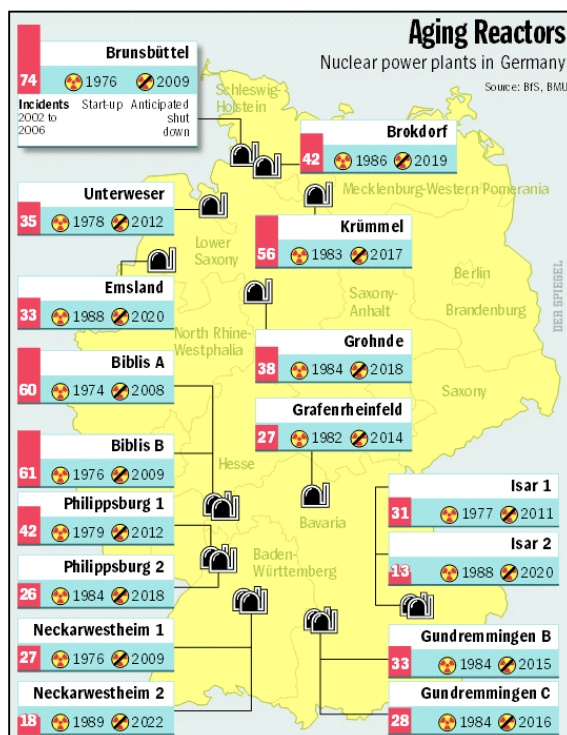 Aging Reactors
Nuclear power plants in Germany
Source: BfS, BMU
Brunsbüttel
74 1976 2009
Incidents 2002 to 2006
Start-up
Anticipated shut down
Schleswig-Holstein
Brokdorf
42 1986 2019
Mecklenburg-Western Pomerania
Unterweser
35 1978 2012
Lower Saxony
Krümmel
56 1983 2017
Berlin
Brandenburg
DER SPIEGEL
Emsland
33 1988 2020
Saxony-Anhalt
North Rhine-Westphalia
Grohnde
38 1984 2018
Saxony
Biblis A
60 1974 2008
Grafenrheinfeld
27 1982 2014
Biblis B
61 1976 2009
Hesse
Isar 1
31 1977 2011
Philippsburg 1
42 1979 2012
Bavaria
Isar 2
13 1988 2020
Baden-Württemberg
Philippsburg 2
26 1984 2018
Neckarwestheim 1
27 1976 2009
Gundremmingen B
33 1984 2015
Neckarwestheim 2
18 1989 2022
Gundremmingen C
28 1984 2016